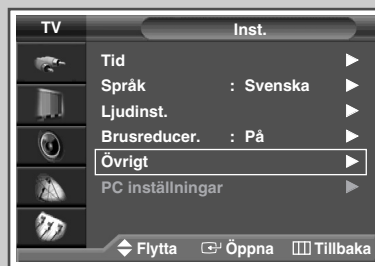 TV Inst.
Tid
Språk : Svenska
Ljudinst.
Brusreducer. : På
Övrigt
PC inställningar
Flytta Öppna Tillbaka